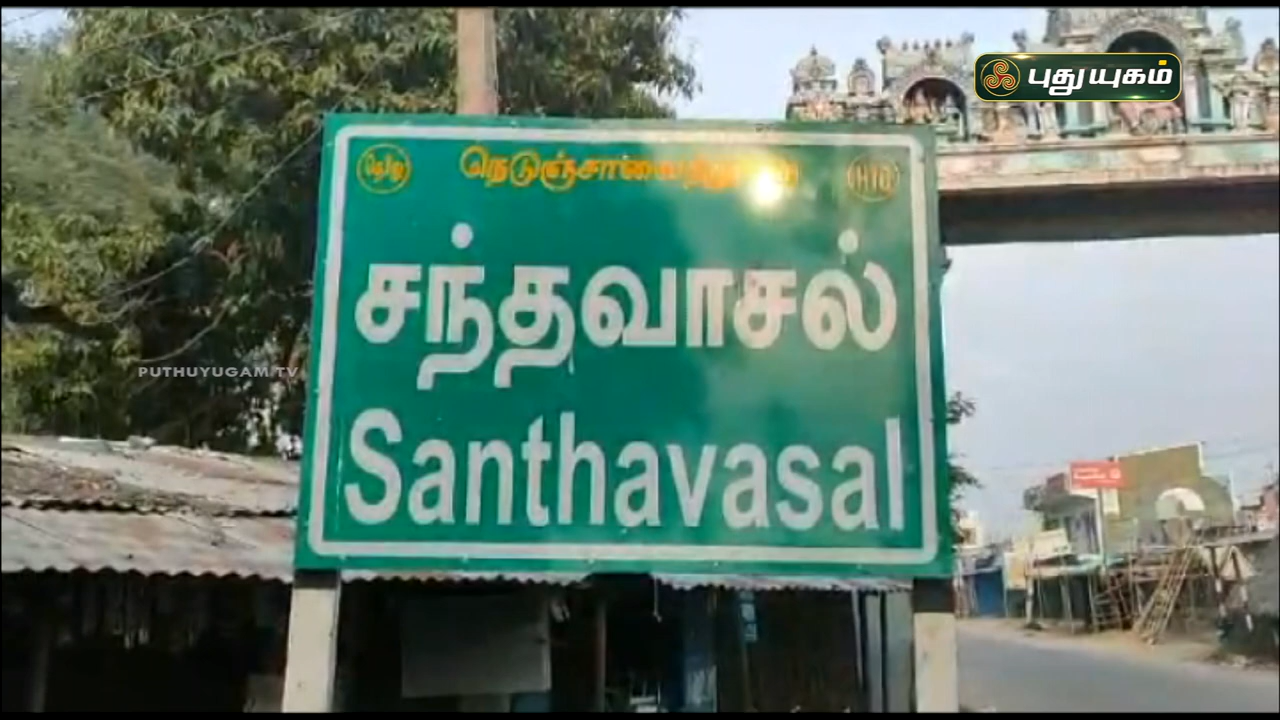 புதுயுகம்
நெடுஞ்சாலைத்துறை
சந்தவாசல்
PUTHUYUGAM TV
Santhavasal